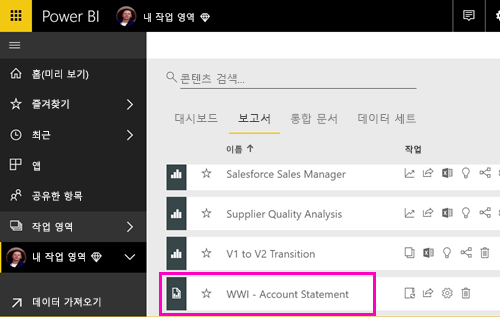 Power BI 내 작업 영역
홈(미리 보기)
즐겨찾기
최근
앱
공유한 항목
작업 영역
내 작업 영역
데이터 가져오기
콘텐츠 검색...
대시보드 보고서 통합 문서 데이터 세트
이름 작업
Salesforce Sales Manager
Supplier Quality Analysis
V1 to V2 Transition
WWI - Account Statement